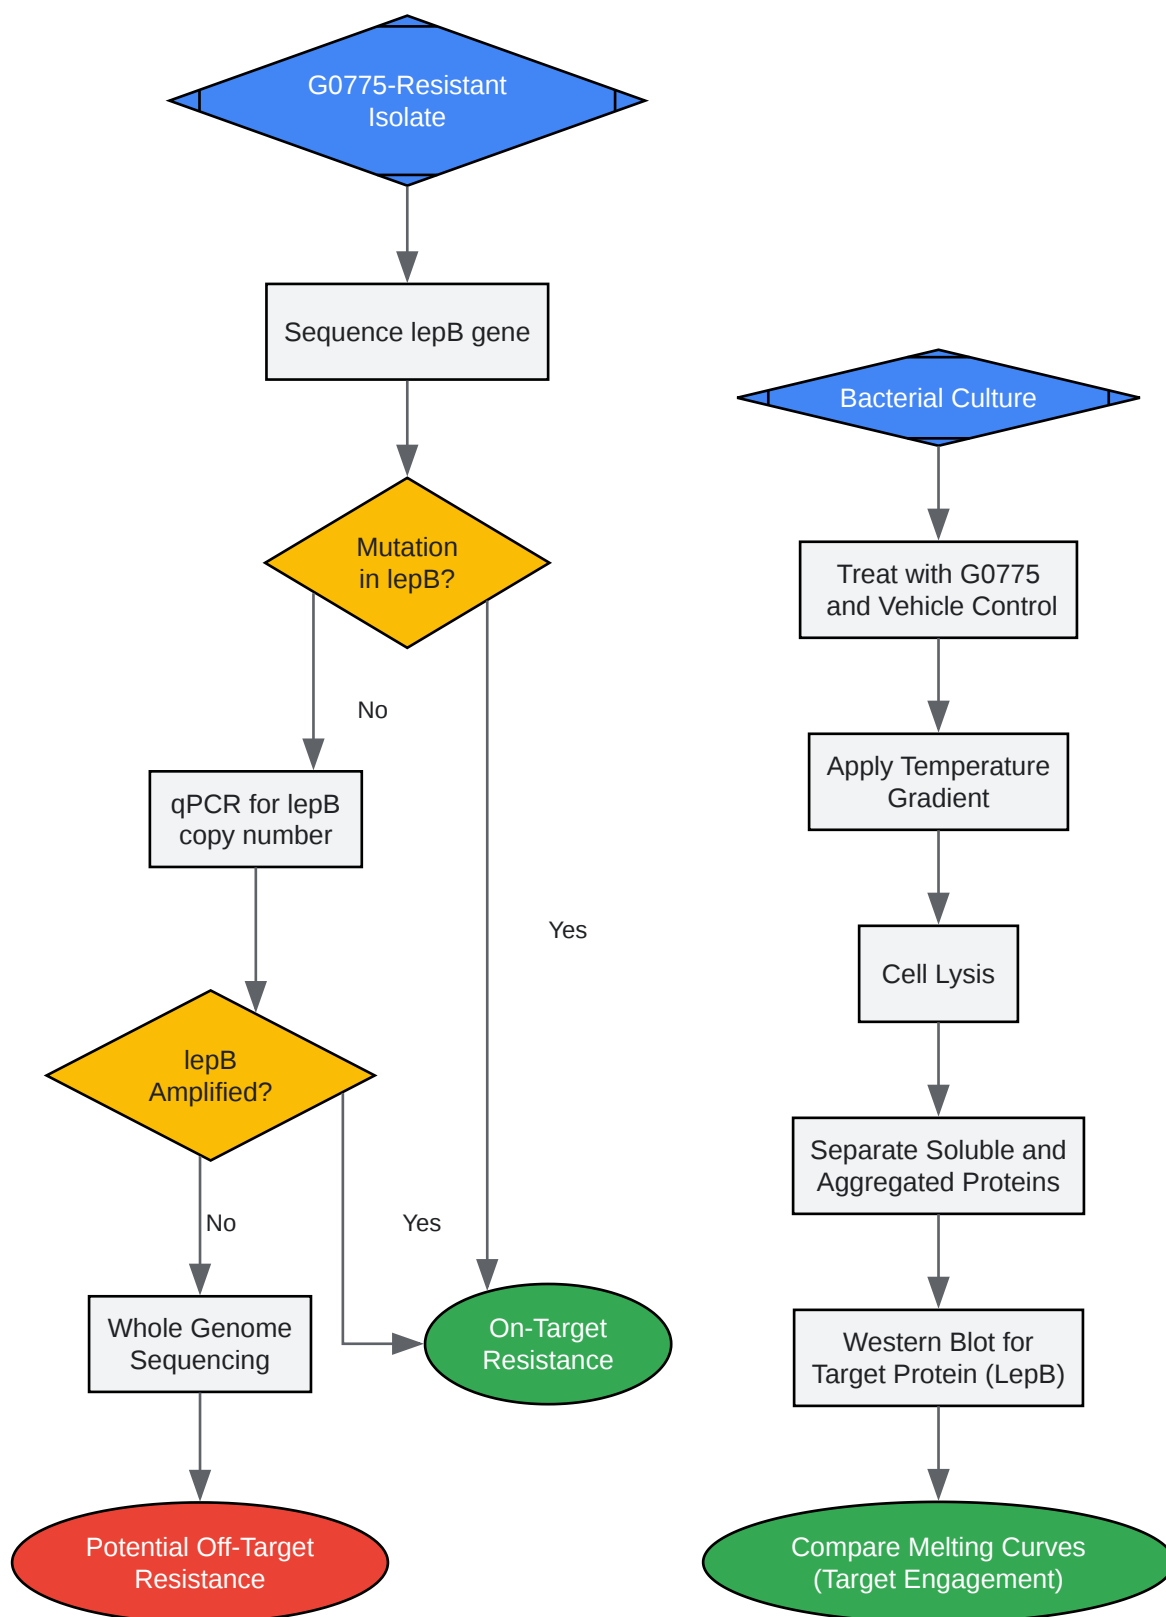 G0775-Resistant
Isolate
Sequence lepB gene
Mutation
in lepB?
No
qPCR for lepB
copy number
Yes
lepB
Amplified?
No
Yes
Whole Genome
Sequencing
On-Target
Resistance
Potential Off-Target
Resistance
Bacterial Culture
Treat with G0775
and Vehicle Control
Apply Temperature
Gradient
Cell Lysis
Separate Soluble and
Aggregated Proteins
Western Blot for
Target Protein (LepB)
Compare Melting Curves
(Target Engagement)